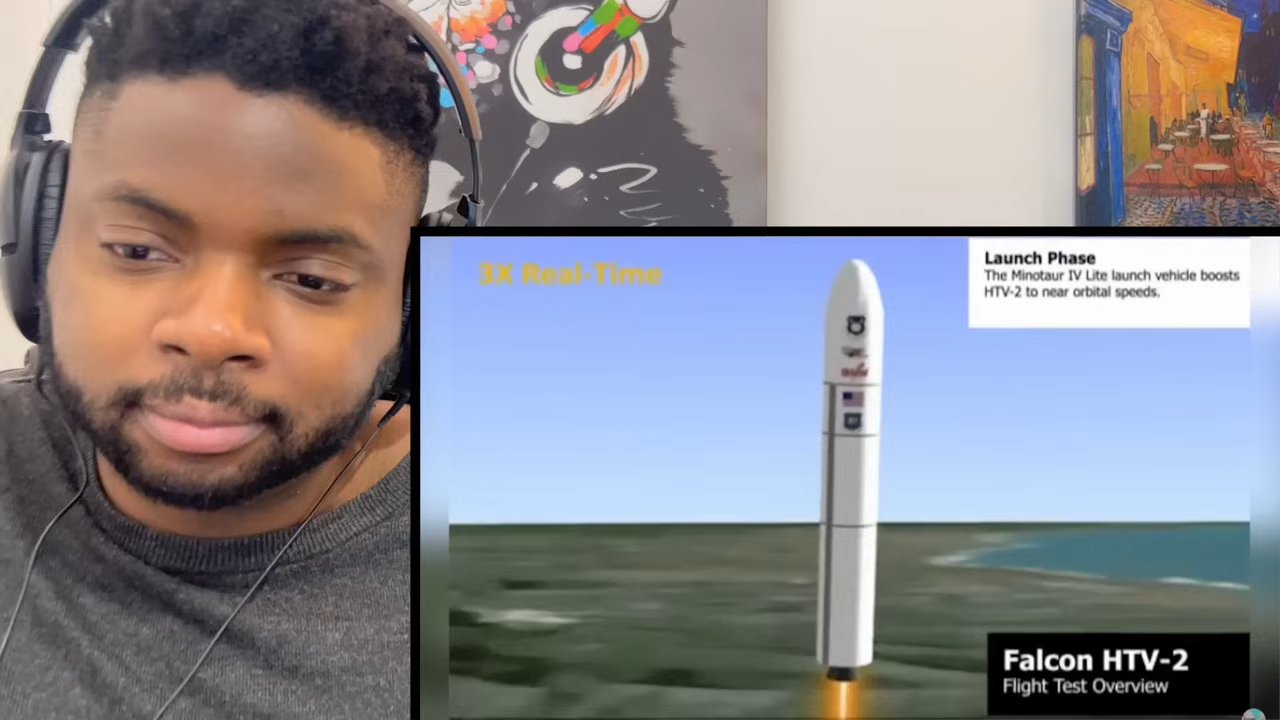 3X Real-Time
Launch Phase
The Minotaur IV Lite launch vehicle boosts
HTV-2 to near orbital speeds.
Falcon HTV-2
Flight Test Overview